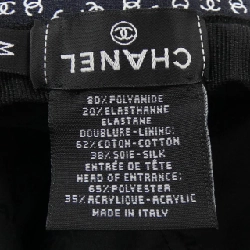 CHANEL
M
80% POLYAMIDE
20% ELASTHANNE
ELASTANE
DOUBLURE-LINING:
62% COTON-COTTON
38% SOIE-SILK
ENTRÉE DE TÊTE
HEAD OF ENTRANCE:
65% POLYESTER
35% ACRYLIQUE-ACRYLIC
MADE IN ITALY